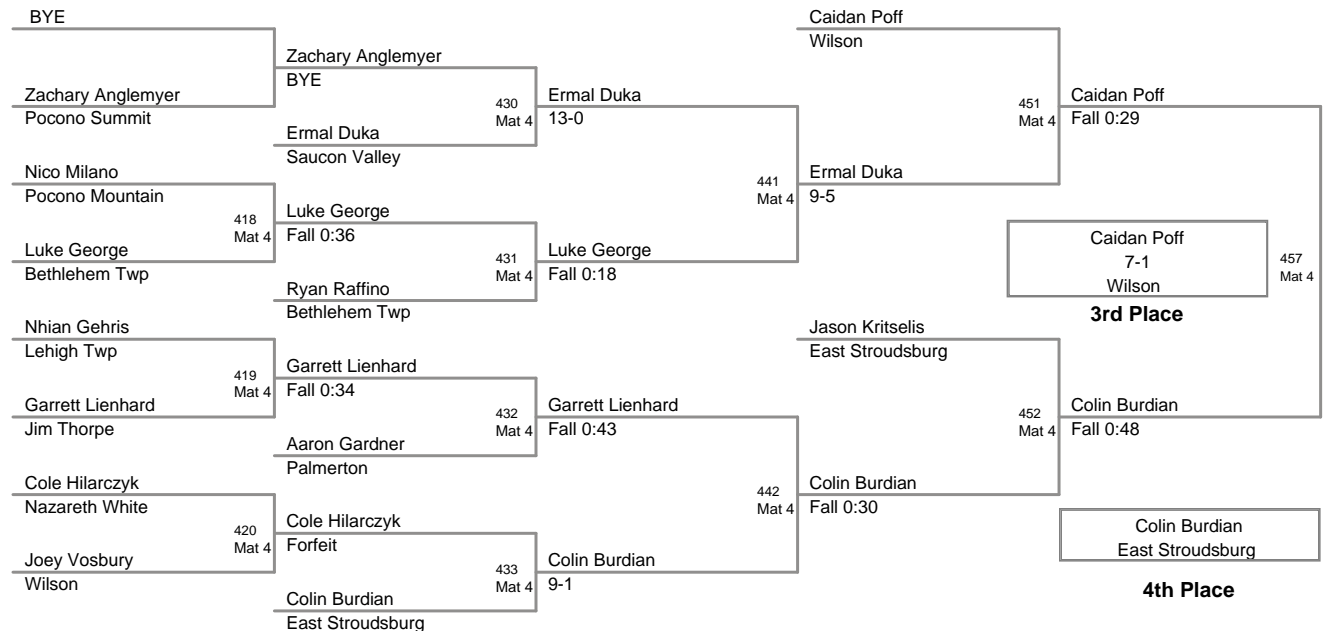 BYE
Zachary Anglemyer
Pocono Summit
Nico Milano
Pocono Mountain
418
Mat 4
Luke George
Bethlehem Twp
Nhian Gehris
Lehigh Twp
419
Mat 4
Garrett Lienhard
Jim Thorpe
Cole Hilarczyk
Nazareth White
420
Mat 4
Joey Vosbury
Wilson
Zachary Anglemyer
BYE
430
Mat 4
Ermal Duka
Saucon Valley
Luke George
Fall 0:36
431
Mat 4
Ryan Raffino
Bethlehem Twp
Garrett Lienhard
Fall 0:34
432
Mat 4
Aaron Gardner
Palmerton
Cole Hilarczyk
Forfeit
433
Mat 4
Colin Burdian
East Stroudsburg
Ermal Duka
13-0
441
Mat 4
Luke George
Fall 0:18
Garrett Lienhard
Fall 0:43
442
Mat 4
Colin Burdian
9-1
Caidan Poff
Wilson
451
Mat 4
Ermal Duka
9-5
Jason Kritselis
East Stroudsburg
452
Mat 4
Colin Burdian
Fall 0:30
Caidan Poff
Fall 0:29
Caidan Poff
7-1
Wilson
457
Mat 4
3rd Place
Colin Burdian
Fall 0:48
Colin Burdian
East Stroudsburg
4th Place